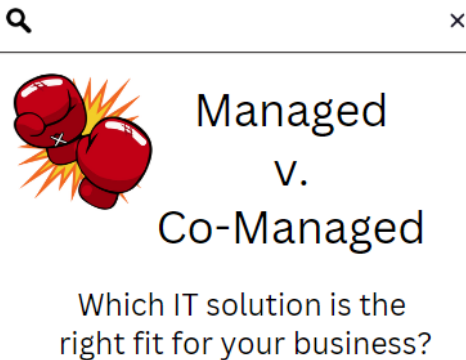 Managed
v.
Co-Managed
Which IT solution is the
right fit for your business?